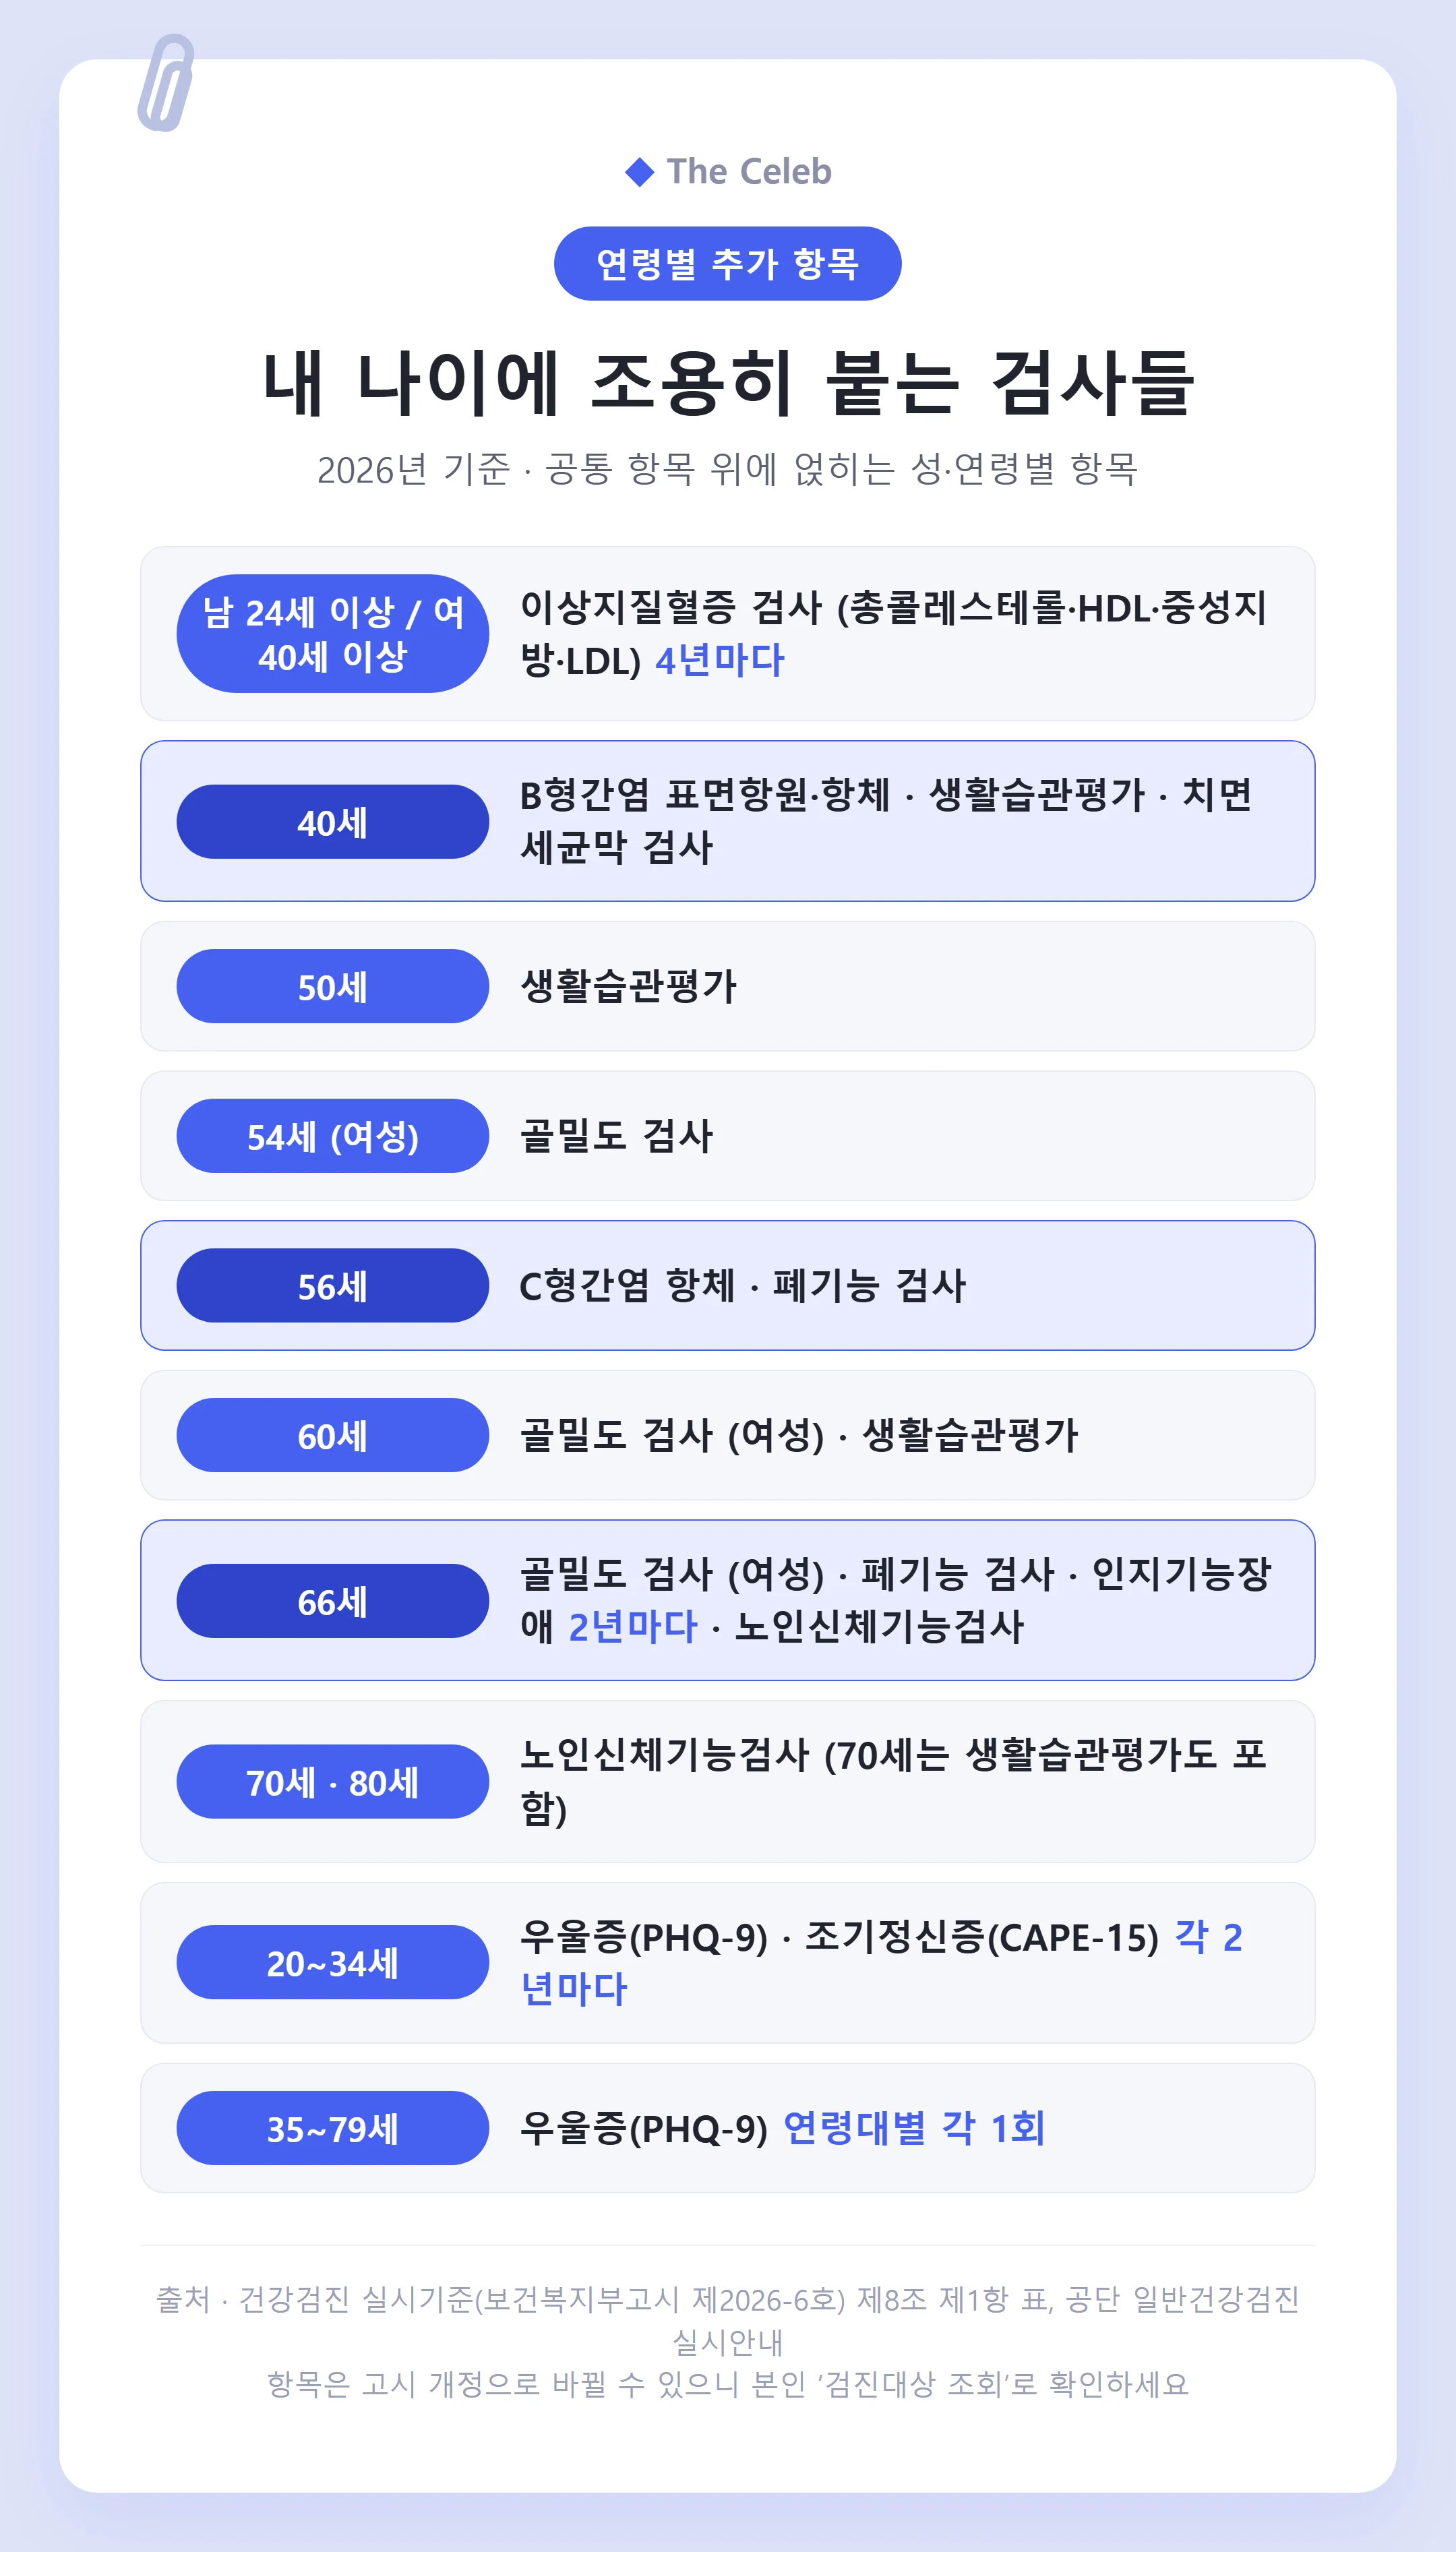 The Celeb
연령별 추가 항목
내 나이에 조용히 붙는 검사들
2026년 기준 · 공통 항목 위에 얹히는 성·연령별 항목
남 24세 이상 / 여
40세 이상
이상지질혈증 검사 (총콜레스테롤·HDL·중성지
방·LDL) 4년마다
40세
B형간염 표면항원·항체 · 생활습관평가 · 치면
세균막 검사
50세
생활습관평가
54세 (여성)
골밀도 검사
56세
C형간염 항체 · 폐기능 검사
60세
골밀도 검사 (여성) · 생활습관평가
66세
골밀도 검사 (여성) · 폐기능 검사 · 인지기능장
애 2년마다 · 노인신체기능검사
70세 · 80세
노인신체기능검사 (70세는 생활습관평가도 포
함)
20~34세
우울증(PHQ-9) · 조기정신증(CAPE-15) 각 2
년마다
35~79세
우울증(PHQ-9) 연령대별 각 1회
출처 · 건강검진 실시기준(보건복지부고시 제2026-6호) 제8조 제1항 표, 공단 일반건강검진
실시안내
항목은 고시 개정으로 바뀔 수 있으니 본인 '검진대상 조회'로 확인하세요